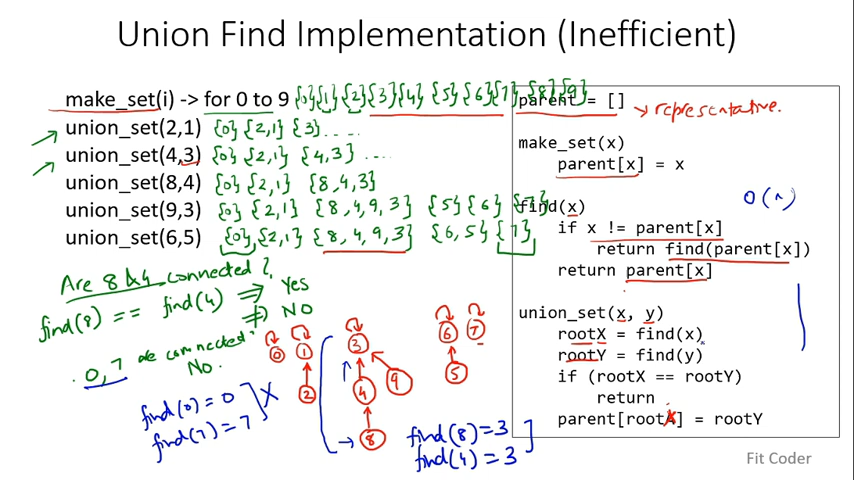 Union Find Implementation (Inefficient)
make_set(i) -> for 0 to 9 {0} {1} {2} {3} {4} {5} {6} {7} {8} {9}
union_set(2,1) {0} {2,1} {3} ....
union_set(4,3) {0} {2,1} {4,3} ....
union_set(8,4) {0} {2,1} {8,4,3}
union_set(9,3) {0} {2,1} {8,4,9,3} {5} {6} {7}
union_set(6,5) {0} {2,1} {8,4,9,3} {6,5} {7}
Are 8 & 4 connected?
find(8) == find(4) ⇒ Yes
⇒ No
0,7 are connected?
No.
find(0) = 0
find(7) = 7
X
0 1 3 6 7
2 4 9 5
8
find(8) = 3
find(4) = 3
parent = []
→ representative.
make_set(x)
parent[x] = x
O(n)
find(x)
if x != parent[x]
return find(parent[x])
return parent[x]
union_set(x, y)
rootX = find(x)
rootY = find(y)
if (rootX == rootY)
return
parent[rootX] = rootY
Fit Coder